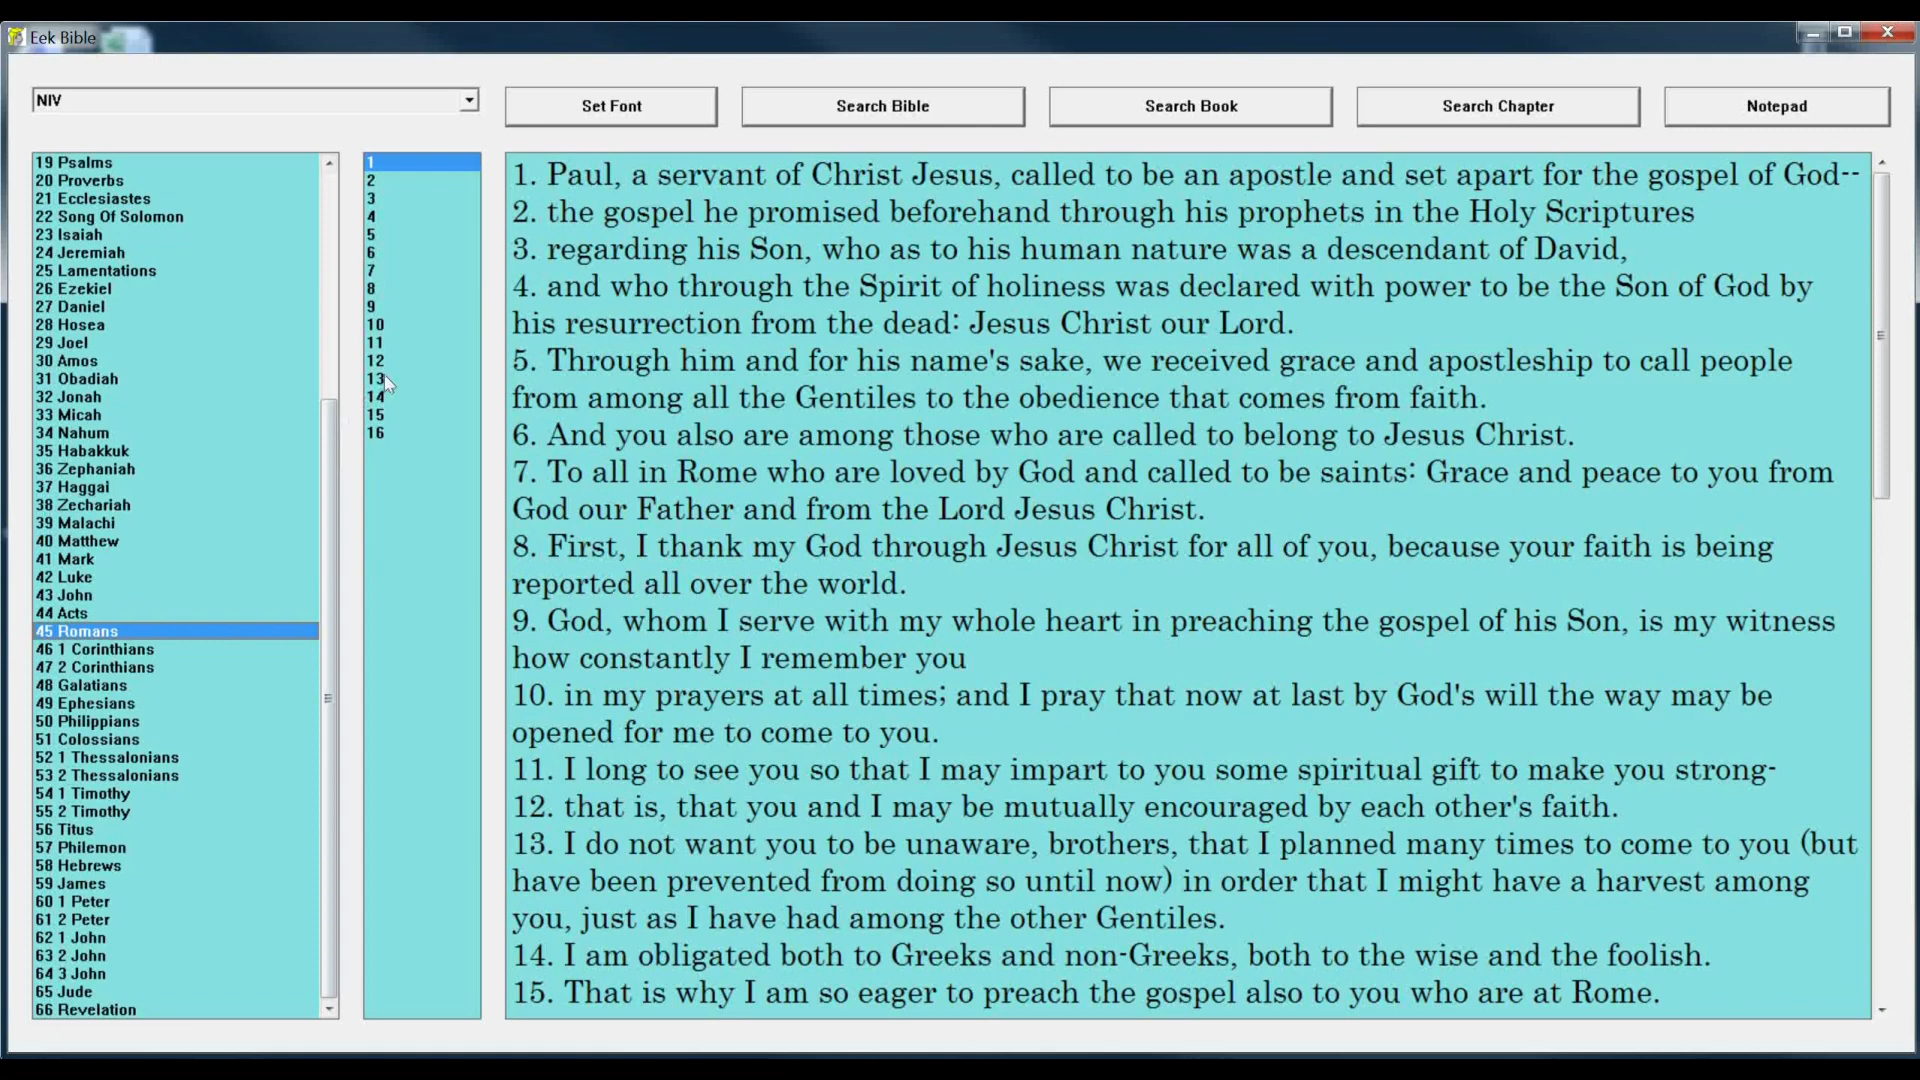 Eek Bible
NIV
Set Font
Search Bible
Search Book
Search Chapter
Notepad
19 Psalms
20 Proverbs
21 Ecclesiastes
22 Song Of Solomon
23 Isaiah
24 Jeremiah
25 Lamentations
26 Ezekiel
27 Daniel
28 Hosea
29 Joel
30 Amos
31 Obadiah
32 Jonah
33 Micah
34 Nahum
35 Habakkuk
36 Zephaniah
37 Haggai
38 Zechariah
39 Malachi
40 Matthew
41 Mark
42 Luke
43 John
44 Acts
45 Romans
46 1 Corinthians
47 2 Corinthians
48 Galatians
49 Ephesians
50 Philippians
51 Colossians
52 1 Thessalonians
53 2 Thessalonians
54 1 Timothy
55 2 Timothy
56 Titus
57 Philemon
58 Hebrews
59 James
60 1 Peter
61 2 Peter
62 1 John
63 2 John
64 3 John
65 Jude
66 Revelation
1
2
3
4
5
6
7
8
9
10
11
12
13
14
15
16
1. Paul, a servant of Christ Jesus, called to be an apostle and set apart for the gospel of God--
2. the gospel he promised beforehand through his prophets in the Holy Scriptures
3. regarding his Son, who as to his human nature was a descendant of David,
4. and who through the Spirit of holiness was declared with power to be the Son of God by
his resurrection from the dead: Jesus Christ our Lord.
5. Through him and for his name's sake, we received grace and apostleship to call people
from among all the Gentiles to the obedience that comes from faith.
6. And you also are among those who are called to belong to Jesus Christ.
7. To all in Rome who are loved by God and called to be saints: Grace and peace to you from
God our Father and from the Lord Jesus Christ.
8. First, I thank my God through Jesus Christ for all of you, because your faith is being
reported all over the world.
9. God, whom I serve with my whole heart in preaching the gospel of his Son, is my witness
how constantly I remember you
10. in my prayers at all times; and I pray that now at last by God's will the way may be
opened for me to come to you.
11. I long to see you so that I may impart to you some spiritual gift to make you strong-
12. that is, that you and I may be mutually encouraged by each other's faith.
13. I do not want you to be unaware, brothers, that I planned many times to come to you (but
have been prevented from doing so until now) in order that I might have a harvest among
you, just as I have had among the other Gentiles.
14. I am obligated both to Greeks and non-Greeks, both to the wise and the foolish.
15. That is why I am so eager to preach the gospel also to you who are at Rome.